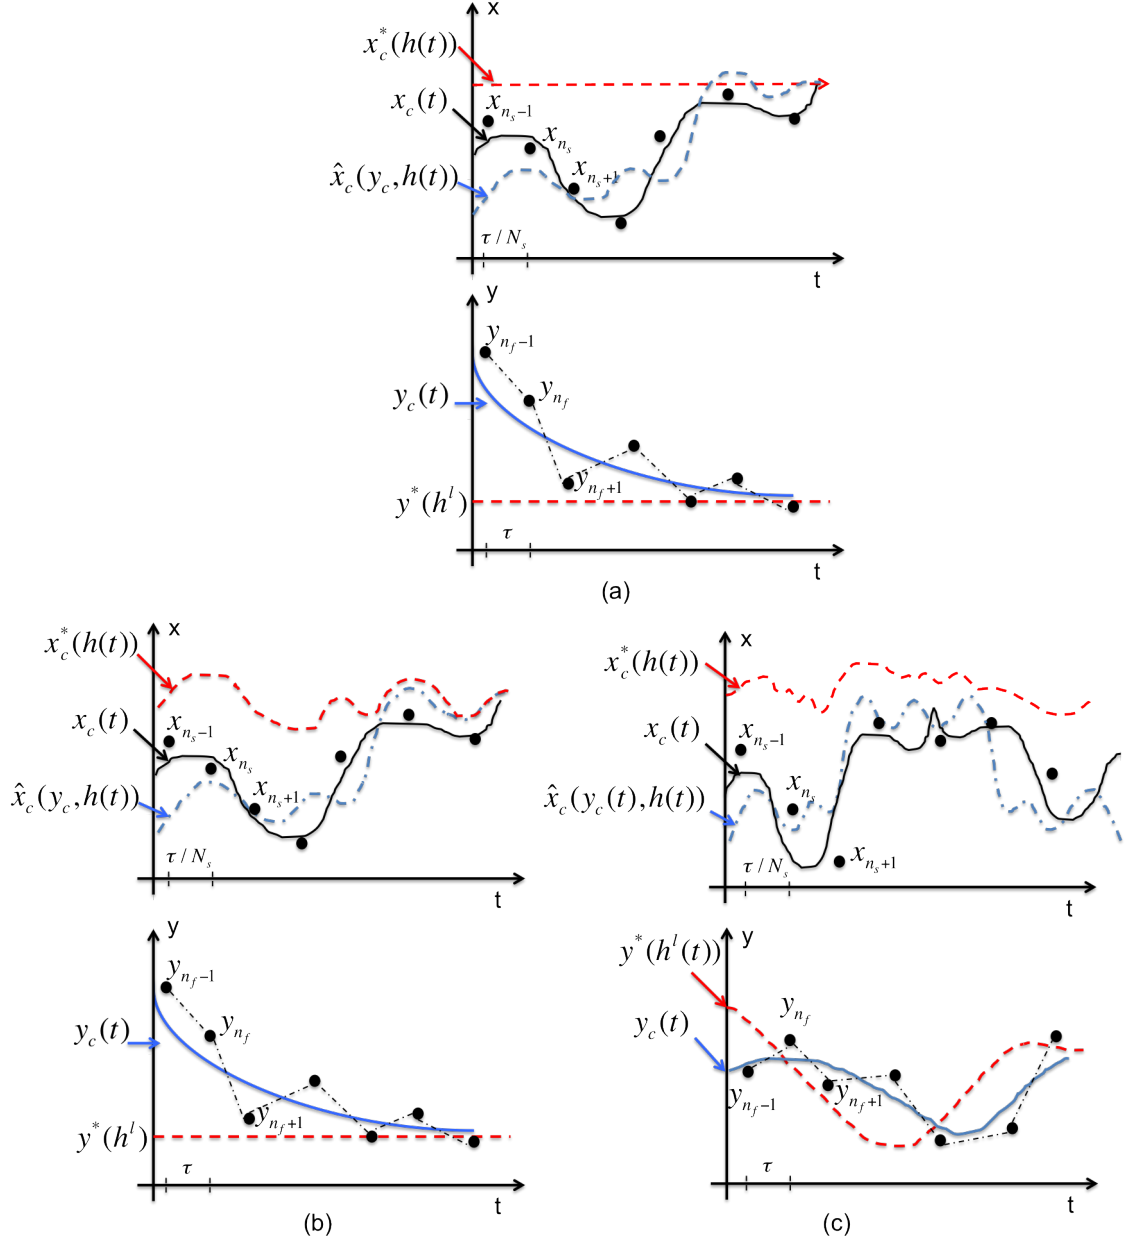 x
x_c^*(h(t))
x_c(t)
x_{n_s-1}
x_{n_s}
x_{n_s+1}
x̂_c(y_c,h(t))
τ / N_s
t
y
y_{n_f-1}
y_{n_f}
y_c(t)
y_{n_f+1}
y^*(h^l)
τ
t
(a)
x
x_c^*(h(t))
x_c(t)
x_{n_s-1}
x_{n_s}
x_{n_s+1}
x̂_c(y_c,h(t))
τ / N_s
t
y
y_{n_f-1}
y_{n_f}
y_c(t)
y_{n_f+1}
y^*(h^l)
τ
t
(b)
x
x_c^*(h(t))
x_c(t)
x_{n_s-1}
x_{n_s}
x̂_c(y_c(t),h(t))
x_{n_s+1}
τ / N_s
t
y
y^*(h^l(t))
y_{n_f}
y_c(t)
y_{n_f-1}
y_{n_f+1}
τ
t
(c)